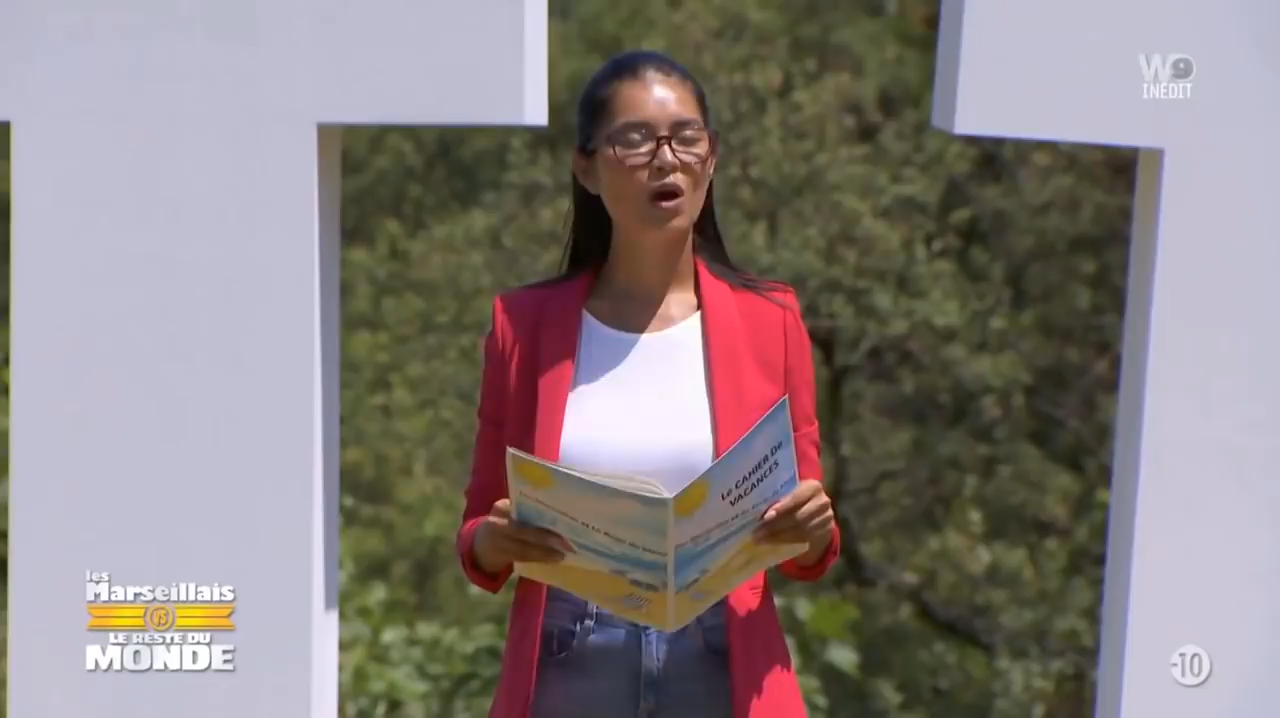 W9
INÉDIT
Le CAHIER De
VACANCES
les
Marseillais
VS
LE RESTE DU
MONDE
-10